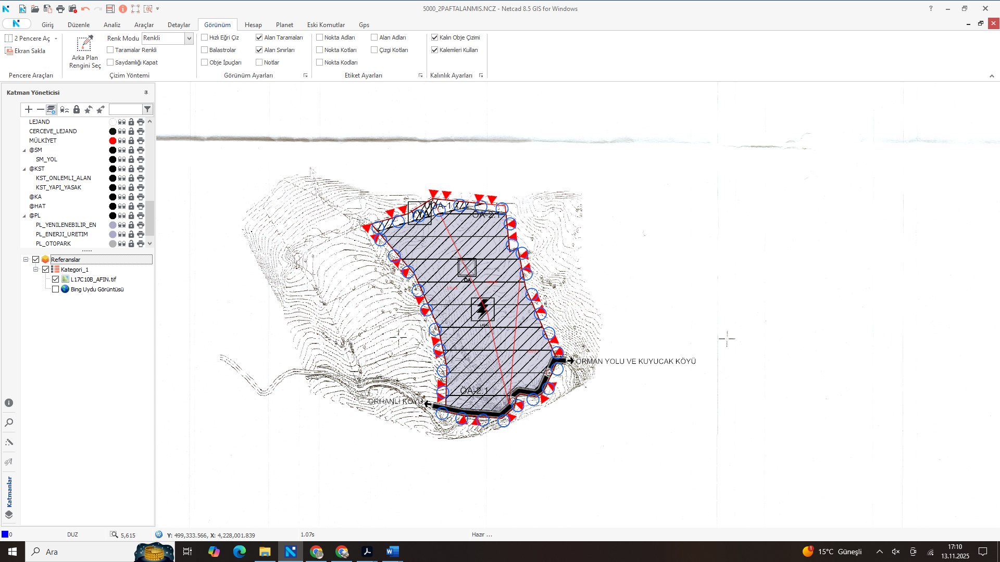 5000_2PAFTALANMIS.NCZ - Netcad 8.5 GIS for Windows
Giriş Düzenle Analiz Araçlar Detaylar Görünüm Hesap Planet Eski Komutlar Gps
2 Pencere Aç
Ekran Sakla
Pencere Araçları
Arka Plan
Rengini Seç
Renk Modu Renkli
Taramalar Renkli
Saydamlığı Kapat
Çizim Yöntemi
Hızlı Eğri Çiz Alan Taramaları
Balastrolar Alan Sınırları
Obje İpuçları Notlar
Görünüm Ayarları
Nokta Adları Alan Adları
Nokta Kotları Çizgi Kotları
Nokta Kodları
Etiket Ayarları
Kalın Obje Çizimi
Kalemleri Kullan
Kalınlık Ayarları
Katman Yöneticisi
LEJAND
CERCEVE_LEJAND
MÜLKİYET
@SM
SM_YOL
@KST
KST_ONLEMLI_ALAN
KST_YAPI_YASAK
@KA
@HAT
@PL
PL_YENILENEBILIR_EN
PL_ENERJI_URETIM
PL_OTOPARK
Referanslar
Kategori_1
L17C10B_AFIN.tif
Bing Uydu Görüntüsü
Katmanlar
YYA
ÖA-2.1
ÖA
ORMAN YOLU VE KUYUCAK KÖYÜ
ÖA-2.1
ORHANLI KÖYÜ
0 DUZ 5,615 Y: 499,333.566, X: 4,228,001.839 1.07s Hazır ...
Ara
15°C Güneşli
17:10
13.11.2025